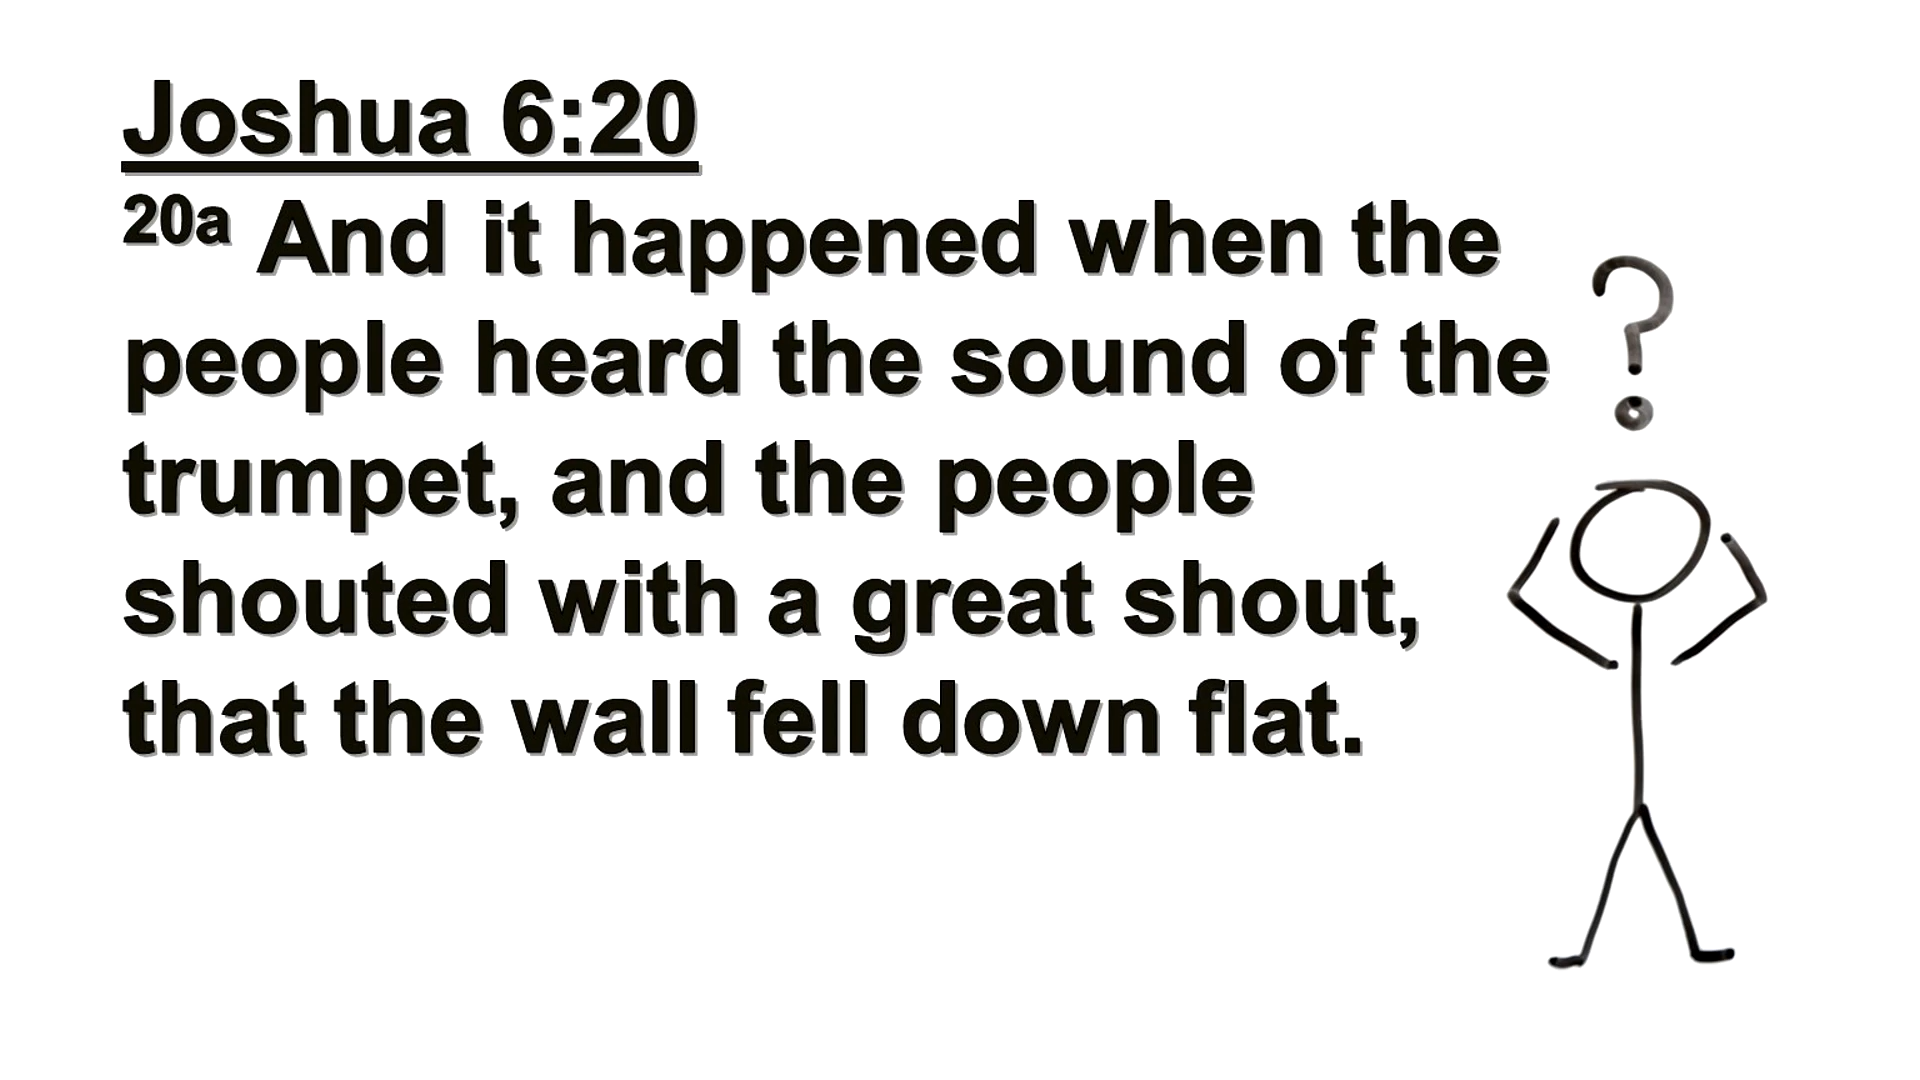 Joshua 6:20
20a And it happened when the
people heard the sound of the
trumpet, and the people
shouted with a great shout,
that the wall fell down flat.
?